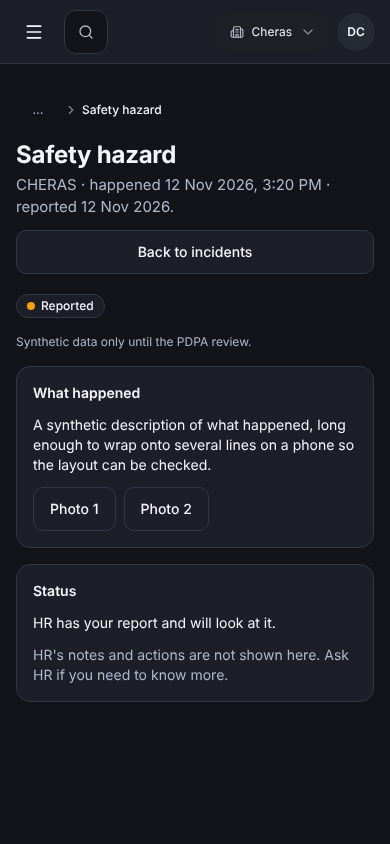 Cheras
DC
... > Safety hazard
Safety hazard
CHERAS · happened 12 Nov 2026, 3:20 PM ·
reported 12 Nov 2026.
Back to incidents
Reported
Synthetic data only until the PDPA review.
What happened
A synthetic description of what happened, long
enough to wrap onto several lines on a phone so
the layout can be checked.
Photo 1
Photo 2
Status
HR has your report and will look at it.
HR's notes and actions are not shown here. Ask
HR if you need to know more.